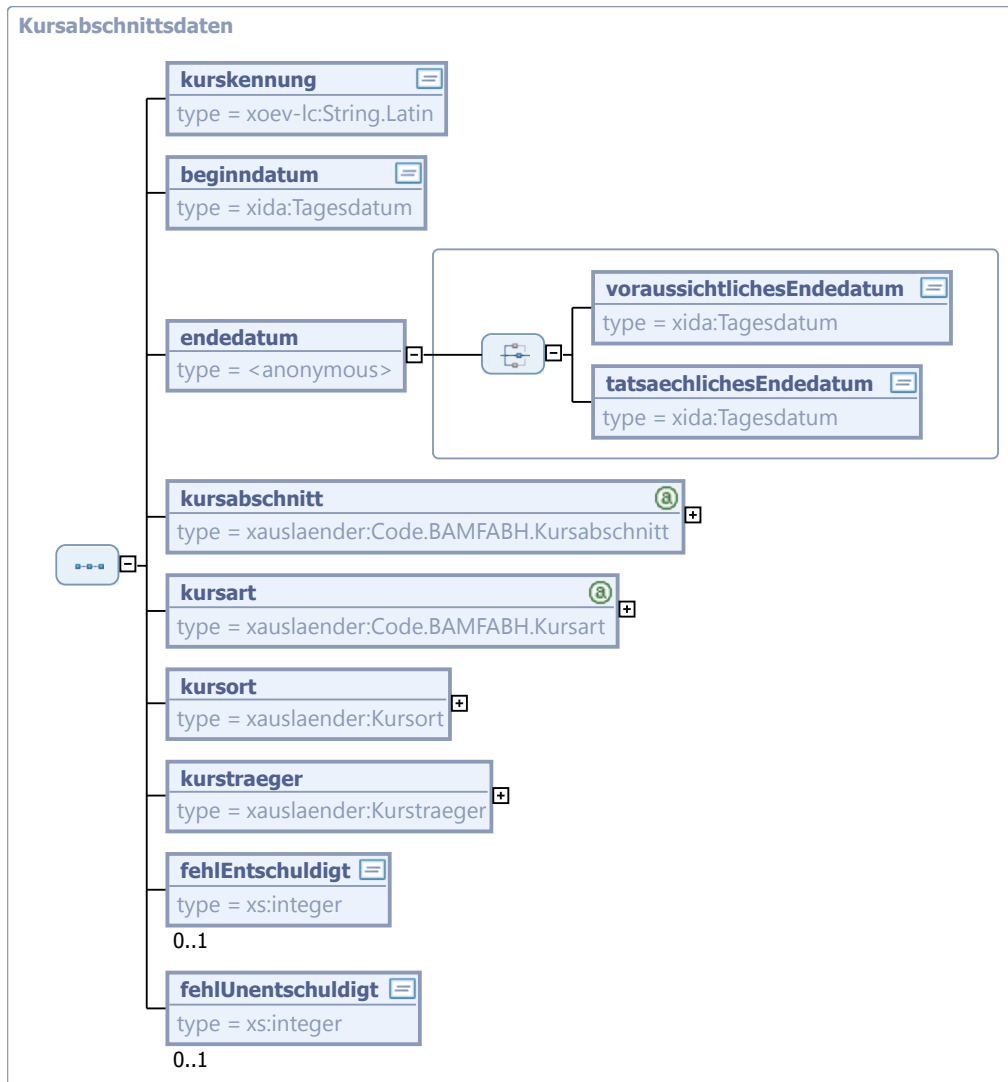 Kursabschnittsdaten
kurskennung
type = xoev-lc:String.Latin
beginndatum
type = xida:Tagesdatum
endedatum
type = <anonymous>
voraussichtlichesEndedatum
type = xida:Tagesdatum
tatsaechlichesEndedatum
type = xida:Tagesdatum
kursabschnitt
type = xauslaender:Code.BAMFABH.Kursabschnitt
kursart
type = xauslaender:Code.BAMFABH.Kursart
kursort
type = xauslaender:Kursort
kurstraeger
type = xauslaender:Kurstraeger
fehlEntschuldigt
type = xs:integer
0..1
fehlUnentschuldigt
type = xs:integer
0..1